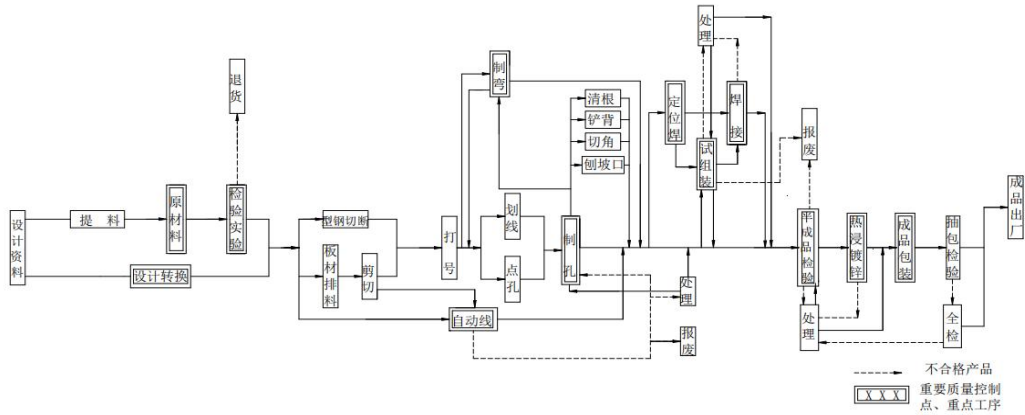 设计资料
提 料
设计转换
原材料
检验实验
退货
型钢切断
板材排料
剪切
自动线
打号
制弯
划线
点孔
制孔
清根
铲背
切角
刨坡口
处理
报废
定位焊
试组装
处理
焊接
报废
半成品检验
处理
热浸镀锌
成品包装
抽包检验
全检
成品出厂
不合格产品
XXX
重要质量控制
点、重点工序